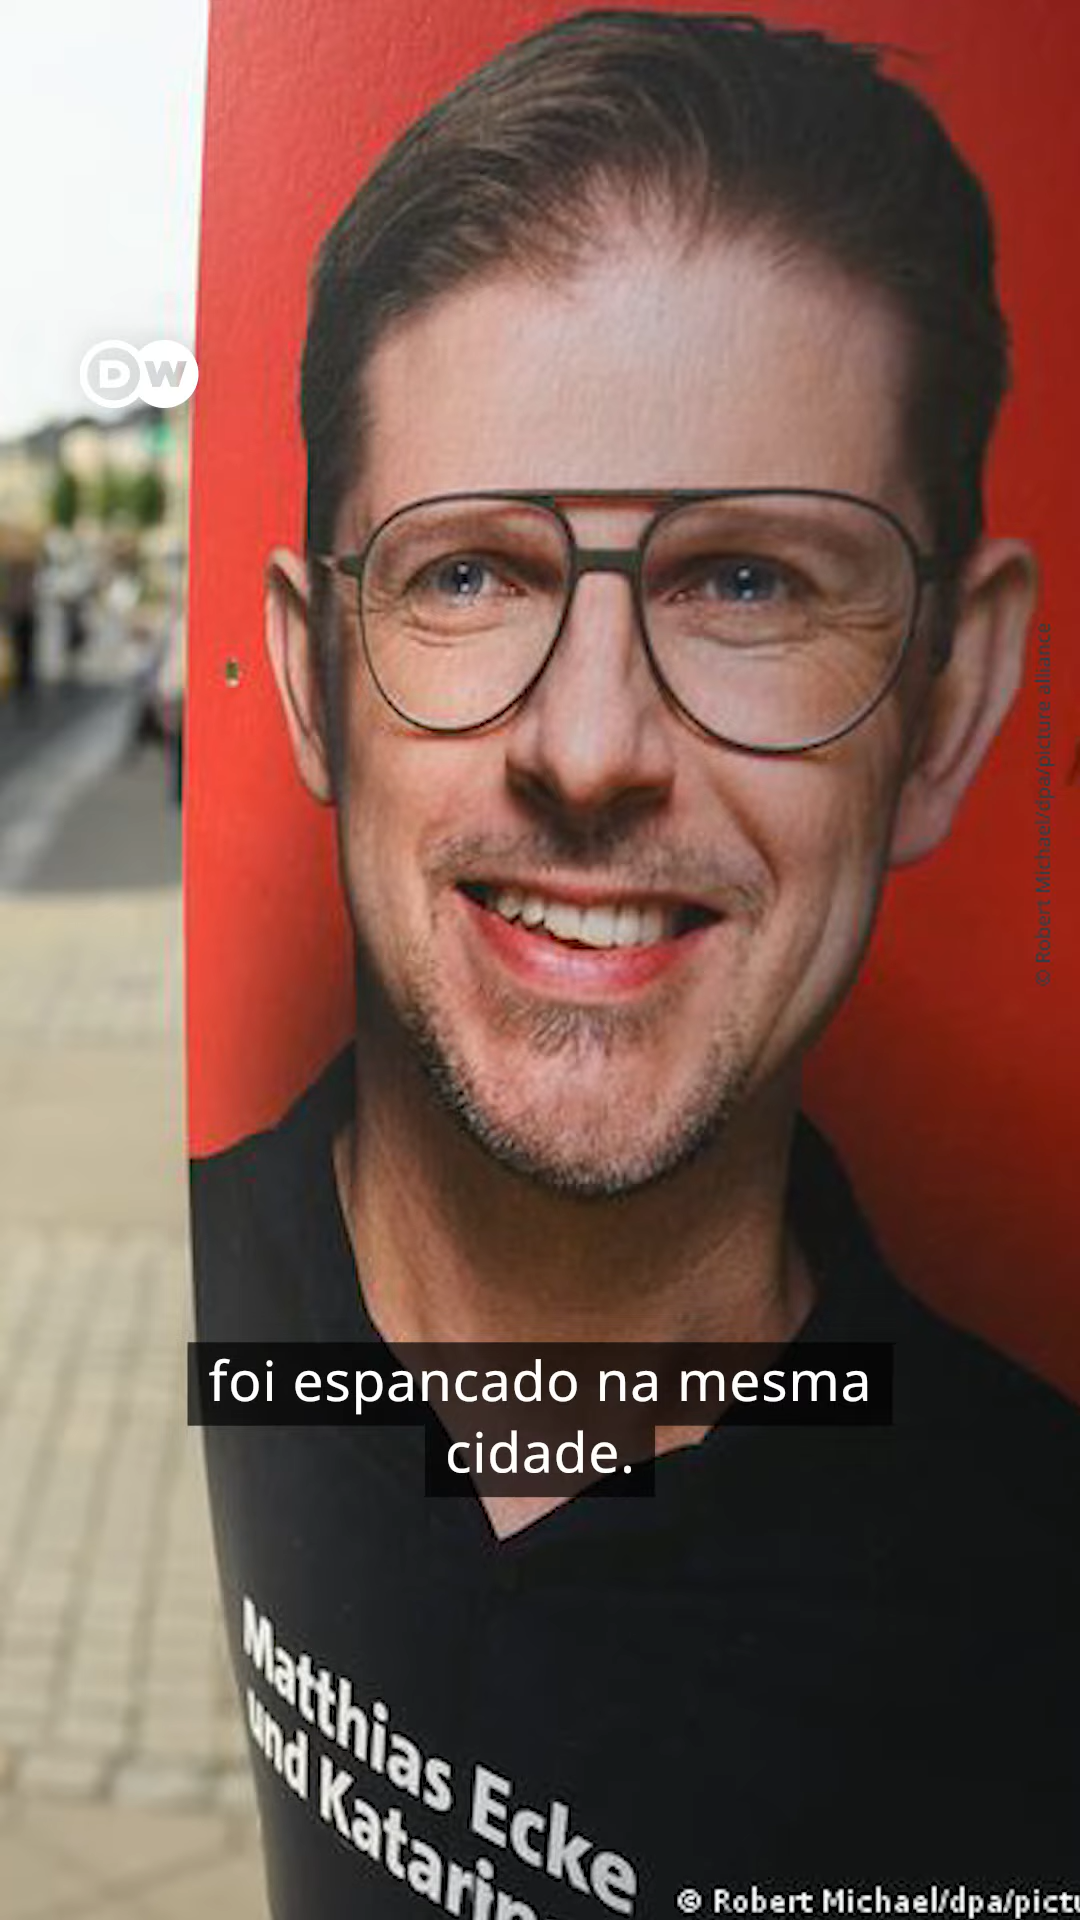 DW
© Robert Michael/dpa/picture alliance
foi espancado na mesma
cidade.
Matthias Ecke
und Katarin
© Robert Michael/dpa/pictu